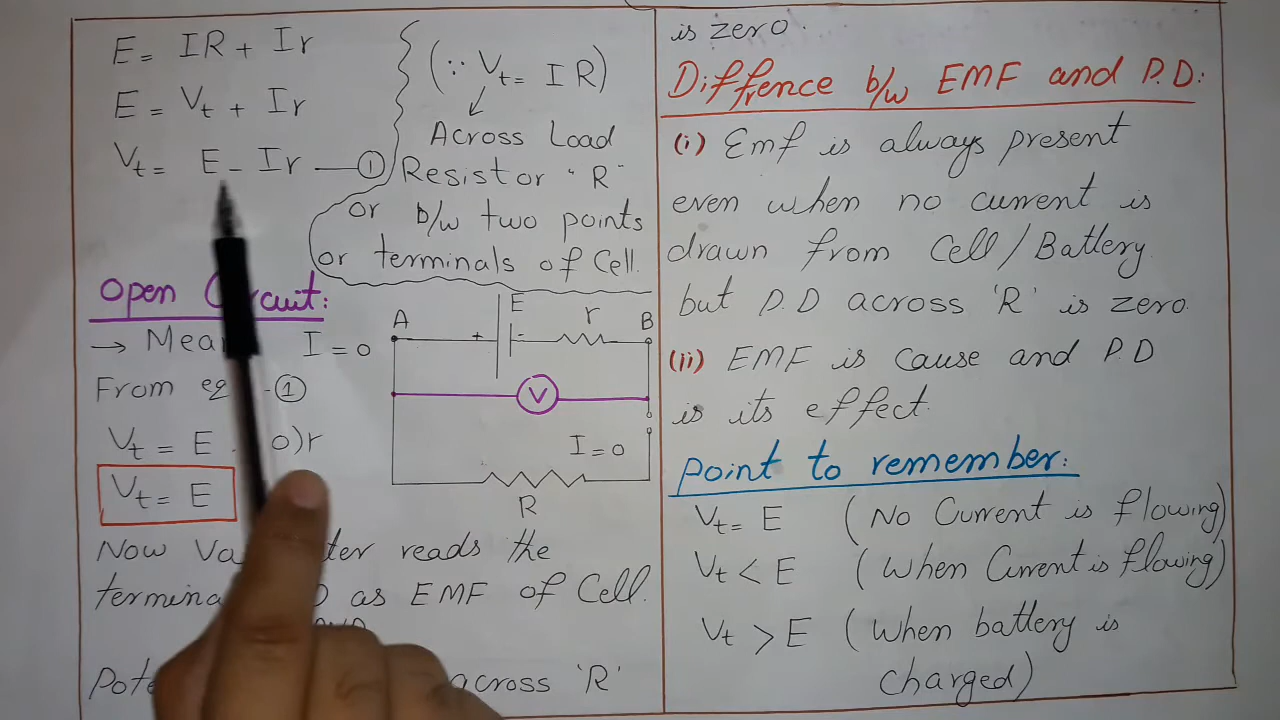 E = IR + Ir
E = Vt + Ir
Vt = E - Ir — ①
(∵ Vt = IR)
Across Load
Resistor "R"
or b/w two points
or terminals of Cell.
Open Circuit:
→ Mea I = 0
From eq - ①
Vt = E - 0)r
Vt = E
Now reads the
as EMF of Cell.
across 'R'
A
+
E
-
r
B
V
I = 0
R
is zero.
Diffrence b/w EMF and P.D:
(i) Emf is always present
even when no current is
drawn from Cell/Battery
but P.D across 'R' is zero.
(ii) EMF is cause and P.D
is its effect.
Point to remember:
Vt = E (No Current is flowing)
Vt < E (when Current is flowing)
Vt > E (when battery is
charged)